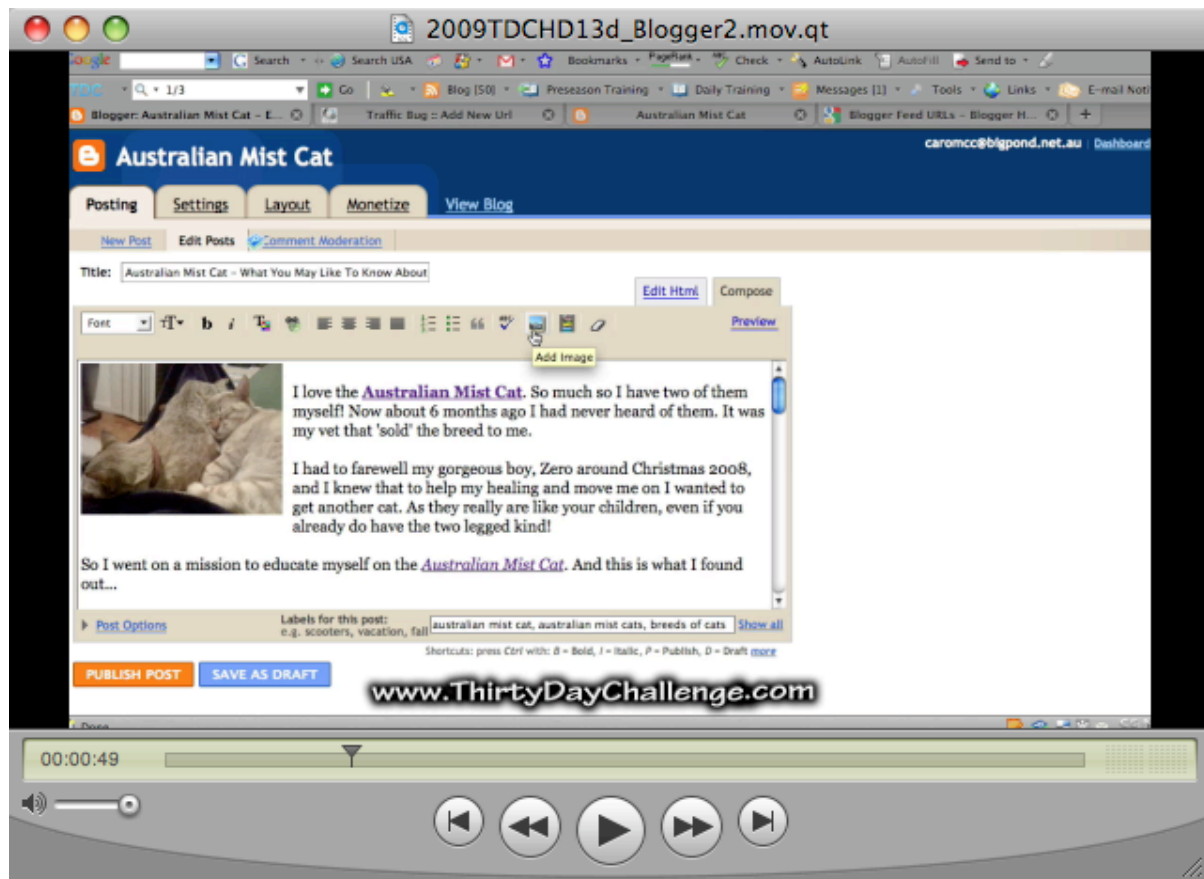 2009TDCHD13d_Blogger2.mov.qt
Google Search Search USA Bookmarks PageRank Check AutoLink AutoFill Send to
TDC 1/3 Go Blog (50) Preseason Training Daily Training Messages (1) Tools Links E-mail Noti
Blogger: Australian Mist Cat - E... Traffic Bug :: Add New Url Australian Mist Cat Blogger Feed URLs - Blogger H... +
Australian Mist Cat caromcc@bigpond.net.au Dashboard
Posting Settings Layout Monetize View Blog
New Post Edit Posts Comment Moderation
Title: Australian Mist Cat - What You May Like To Know About
Edit Html Compose
Font b i Preview
Add Image
I love the Australian Mist Cat. So much so I have two of them
myself! Now about 6 months ago I had never heard of them. It was
my vet that 'sold' the breed to me.
I had to farewell my gorgeous boy, Zero around Christmas 2008,
and I knew that to help my healing and move me on I wanted to
get another cat. As they really are like your children, even if you
already do have the two legged kind!
So I went on a mission to educate myself on the Australian Mist Cat. And this is what I found
out...
Post Options Labels for this post:
e.g. scooters, vacation, fall australian mist cat, australian mist cats, breeds of cats Show all
Shortcuts: press Ctrl with: B = Bold, I = Italic, P = Publish, D = Draft more
PUBLISH POST SAVE AS DRAFT
www.ThirtyDayChallenge.com
Done
00:00:49